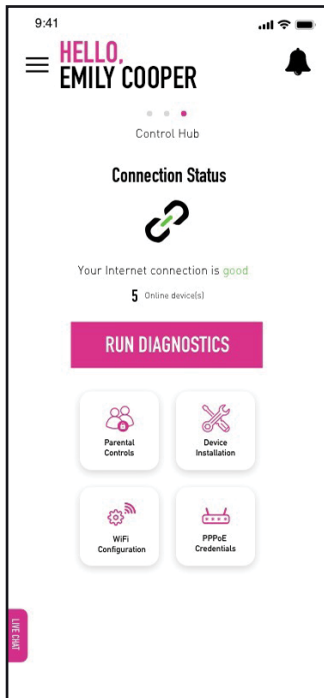 9:41
HELLO,
EMILY COOPER
Control Hub
Connection Status
Your Internet connection is good
5 Online device(s)
RUN DIAGNOSTICS
Parental
Controls
Device
Installation
WiFi
Configuration
PPPoE
Credentials
LIVE CHAT